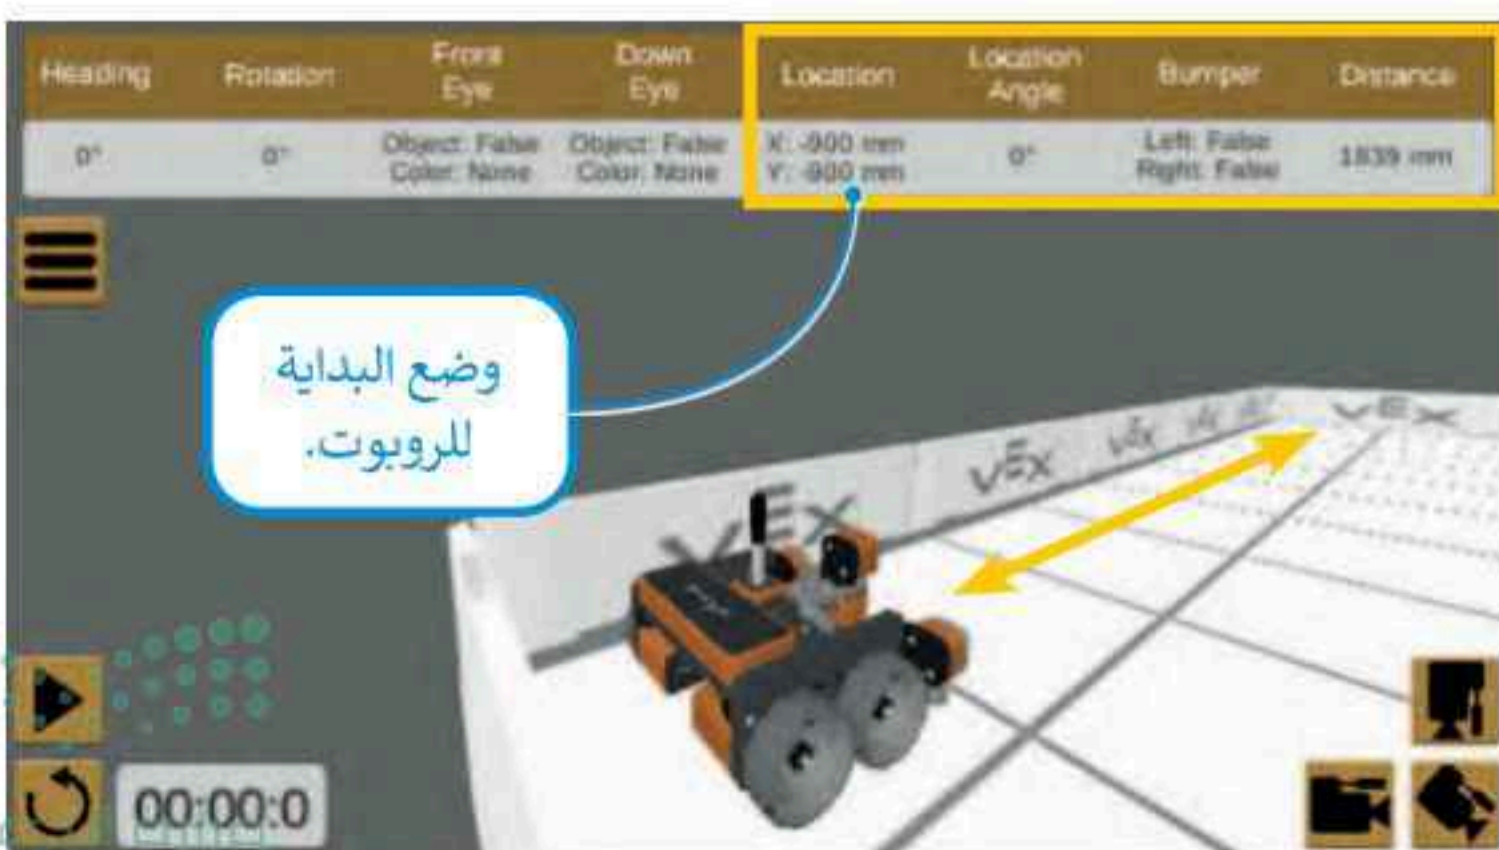 Heading Rotation Front Eye Down Eye Location Location Angle Bumper Distance
0° 0° Object: False Color: None Object: False Color: None X: -900 mm Y: -900 mm 0° Left: False Right: False 1839 mm
وضع البداية
للروبوت.
VEX VEX VEX VEX
00:00:0